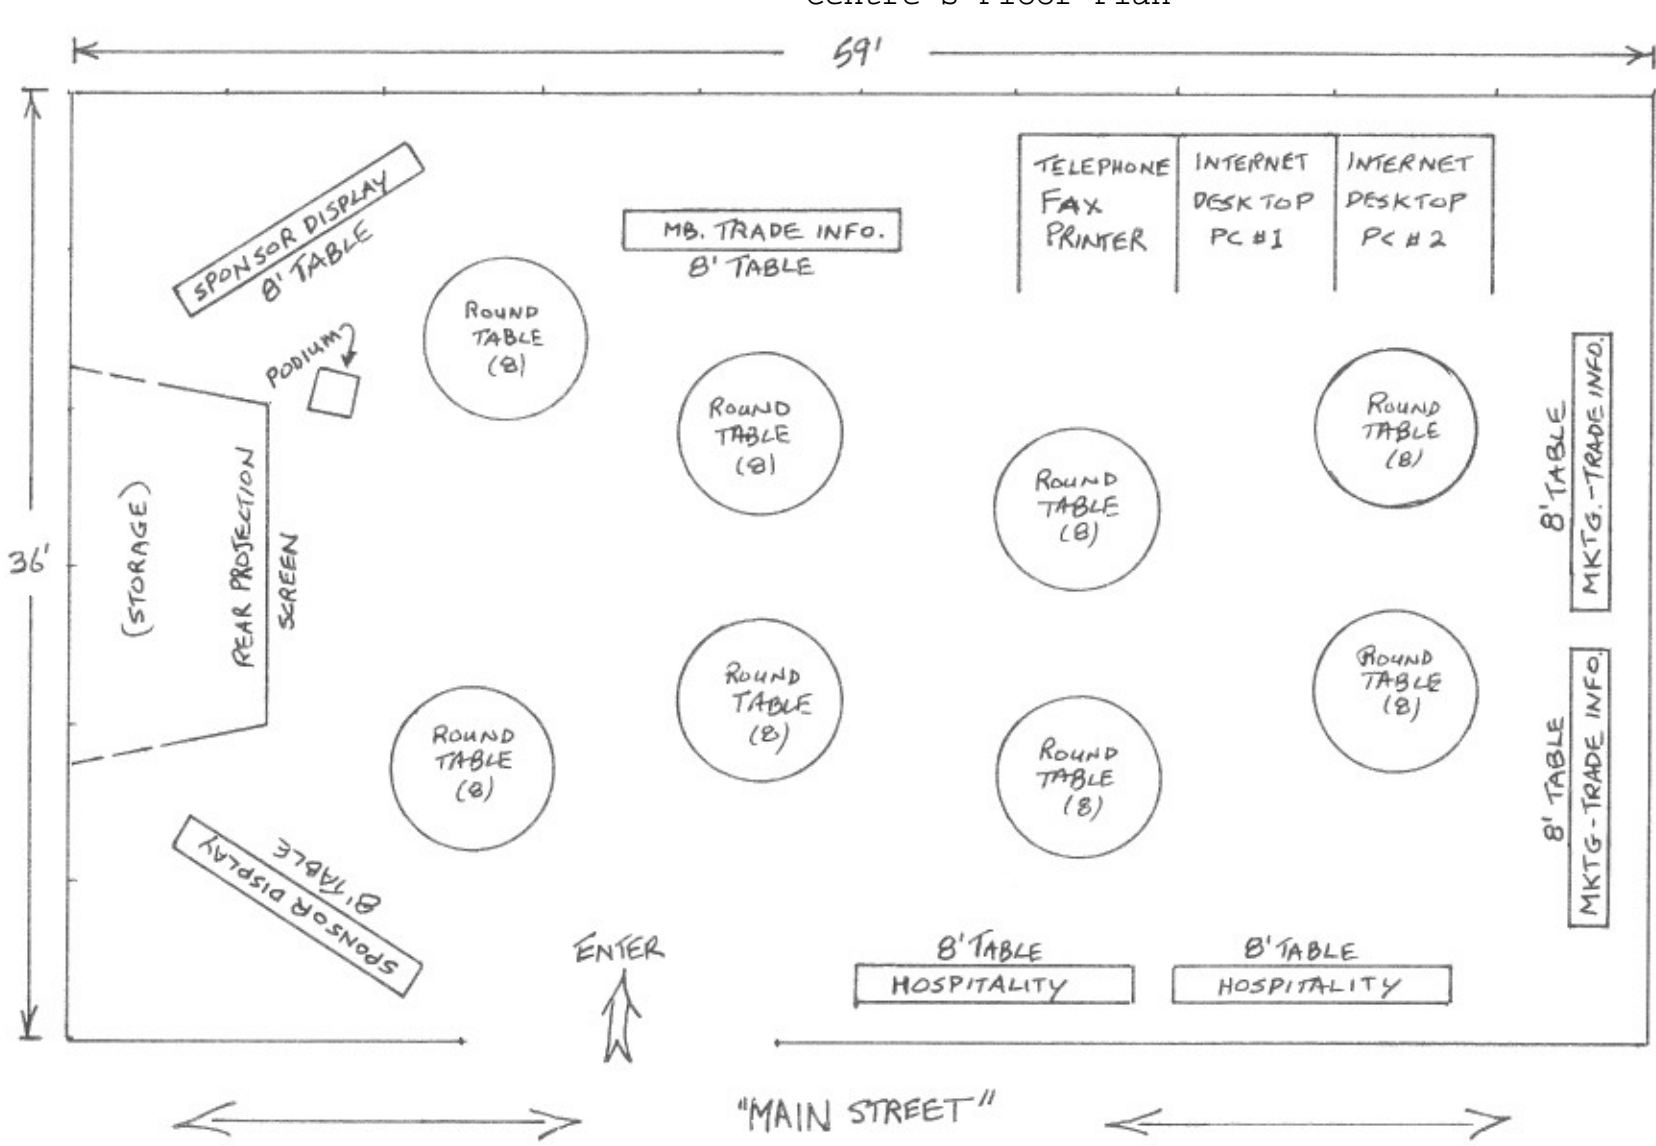 Centre's Floor Plan
59'
36'
SPONSOR DISPLAY
8' TABLE
PODIUM
MB. TRADE INFO.
8' TABLE
TELEPHONE
FAX
PRINTER
INTERNET
DESKTOP
PC #1
INTERNET
DESKTOP
PC #2
ROUND
TABLE
(8)
ROUND
TABLE
(8)
ROUND
TABLE
(8)
ROUND
TABLE
(8)
8' TABLE
MKTG.-TRADE INFO.
(STORAGE)
REAR PROJECTION
SCREEN
ROUND
TABLE
(8)
ROUND
TABLE
(8)
ROUND
TABLE
(8)
ROUND
TABLE
(8)
8' TABLE
MKTG-TRADE INFO.
8' TABLE
SPONSOR DISPLAY
ENTER
8' TABLE
HOSPITALITY
8' TABLE
HOSPITALITY
"MAIN STREET"